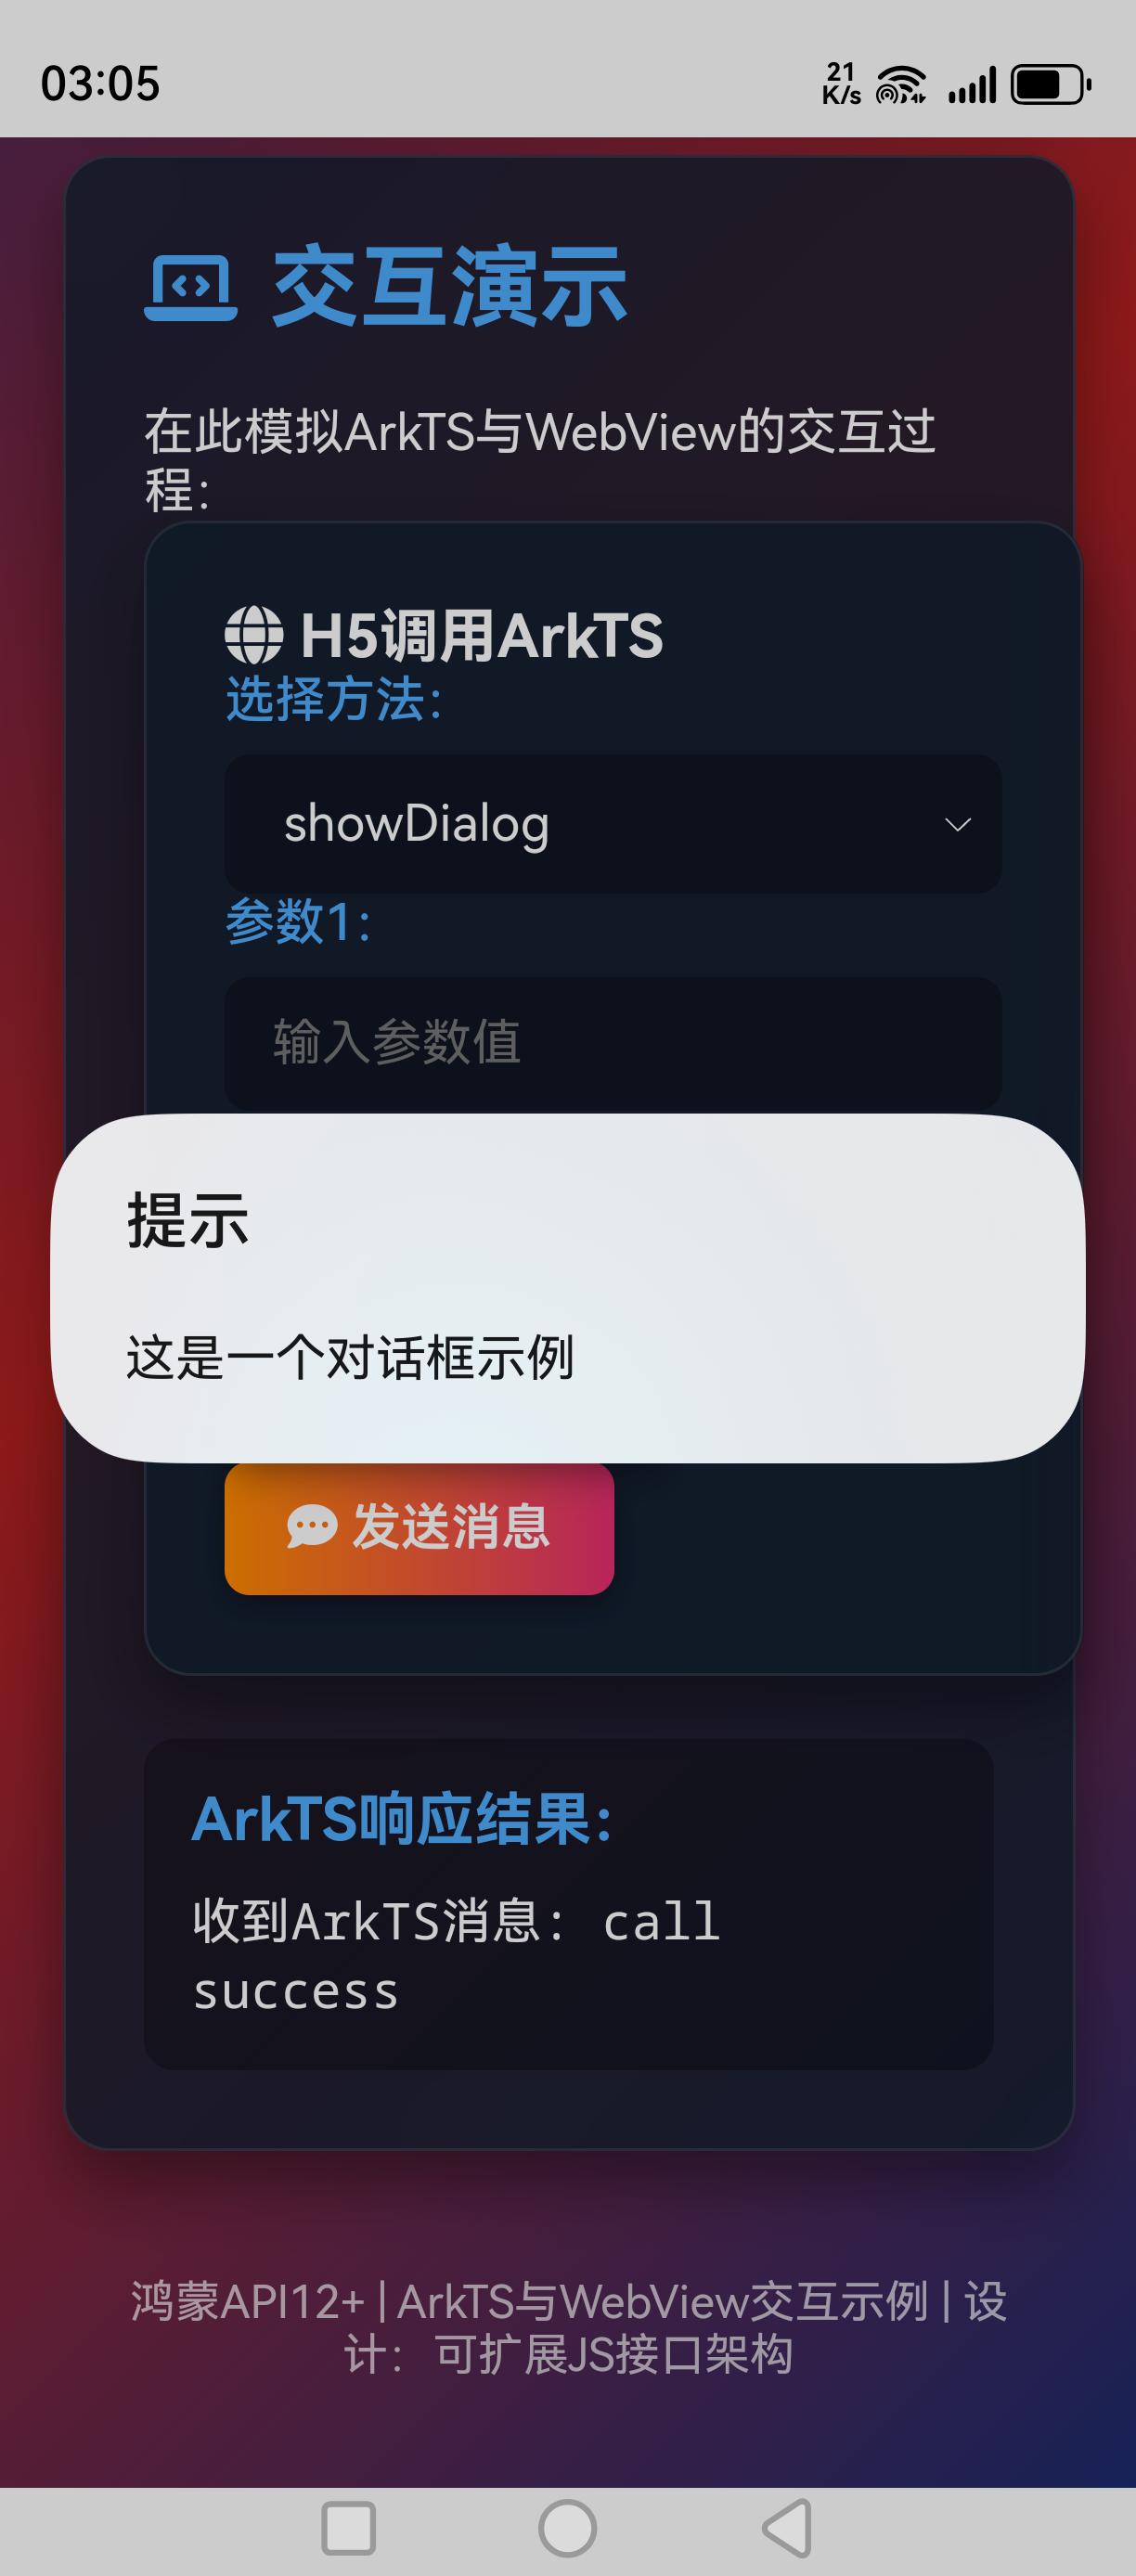 03:05
21
K/s
交互演示
在此模拟ArkTS与WebView的交互过
程：
H5调用ArkTS
选择方法：
showDialog
参数1：
输入参数值
提示
这是一个对话框示例
发送消息
ArkTS响应结果：
收到ArkTS消息： call
success
鸿蒙API12+ | ArkTS与WebView交互示例 | 设
计： 可扩展JS接口架构